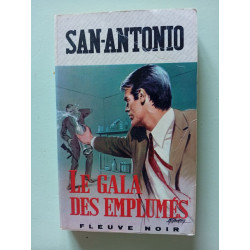 SAN-ANTONIO
LE GALA
DES EMPLUMÉS
FLEUVE NOIR